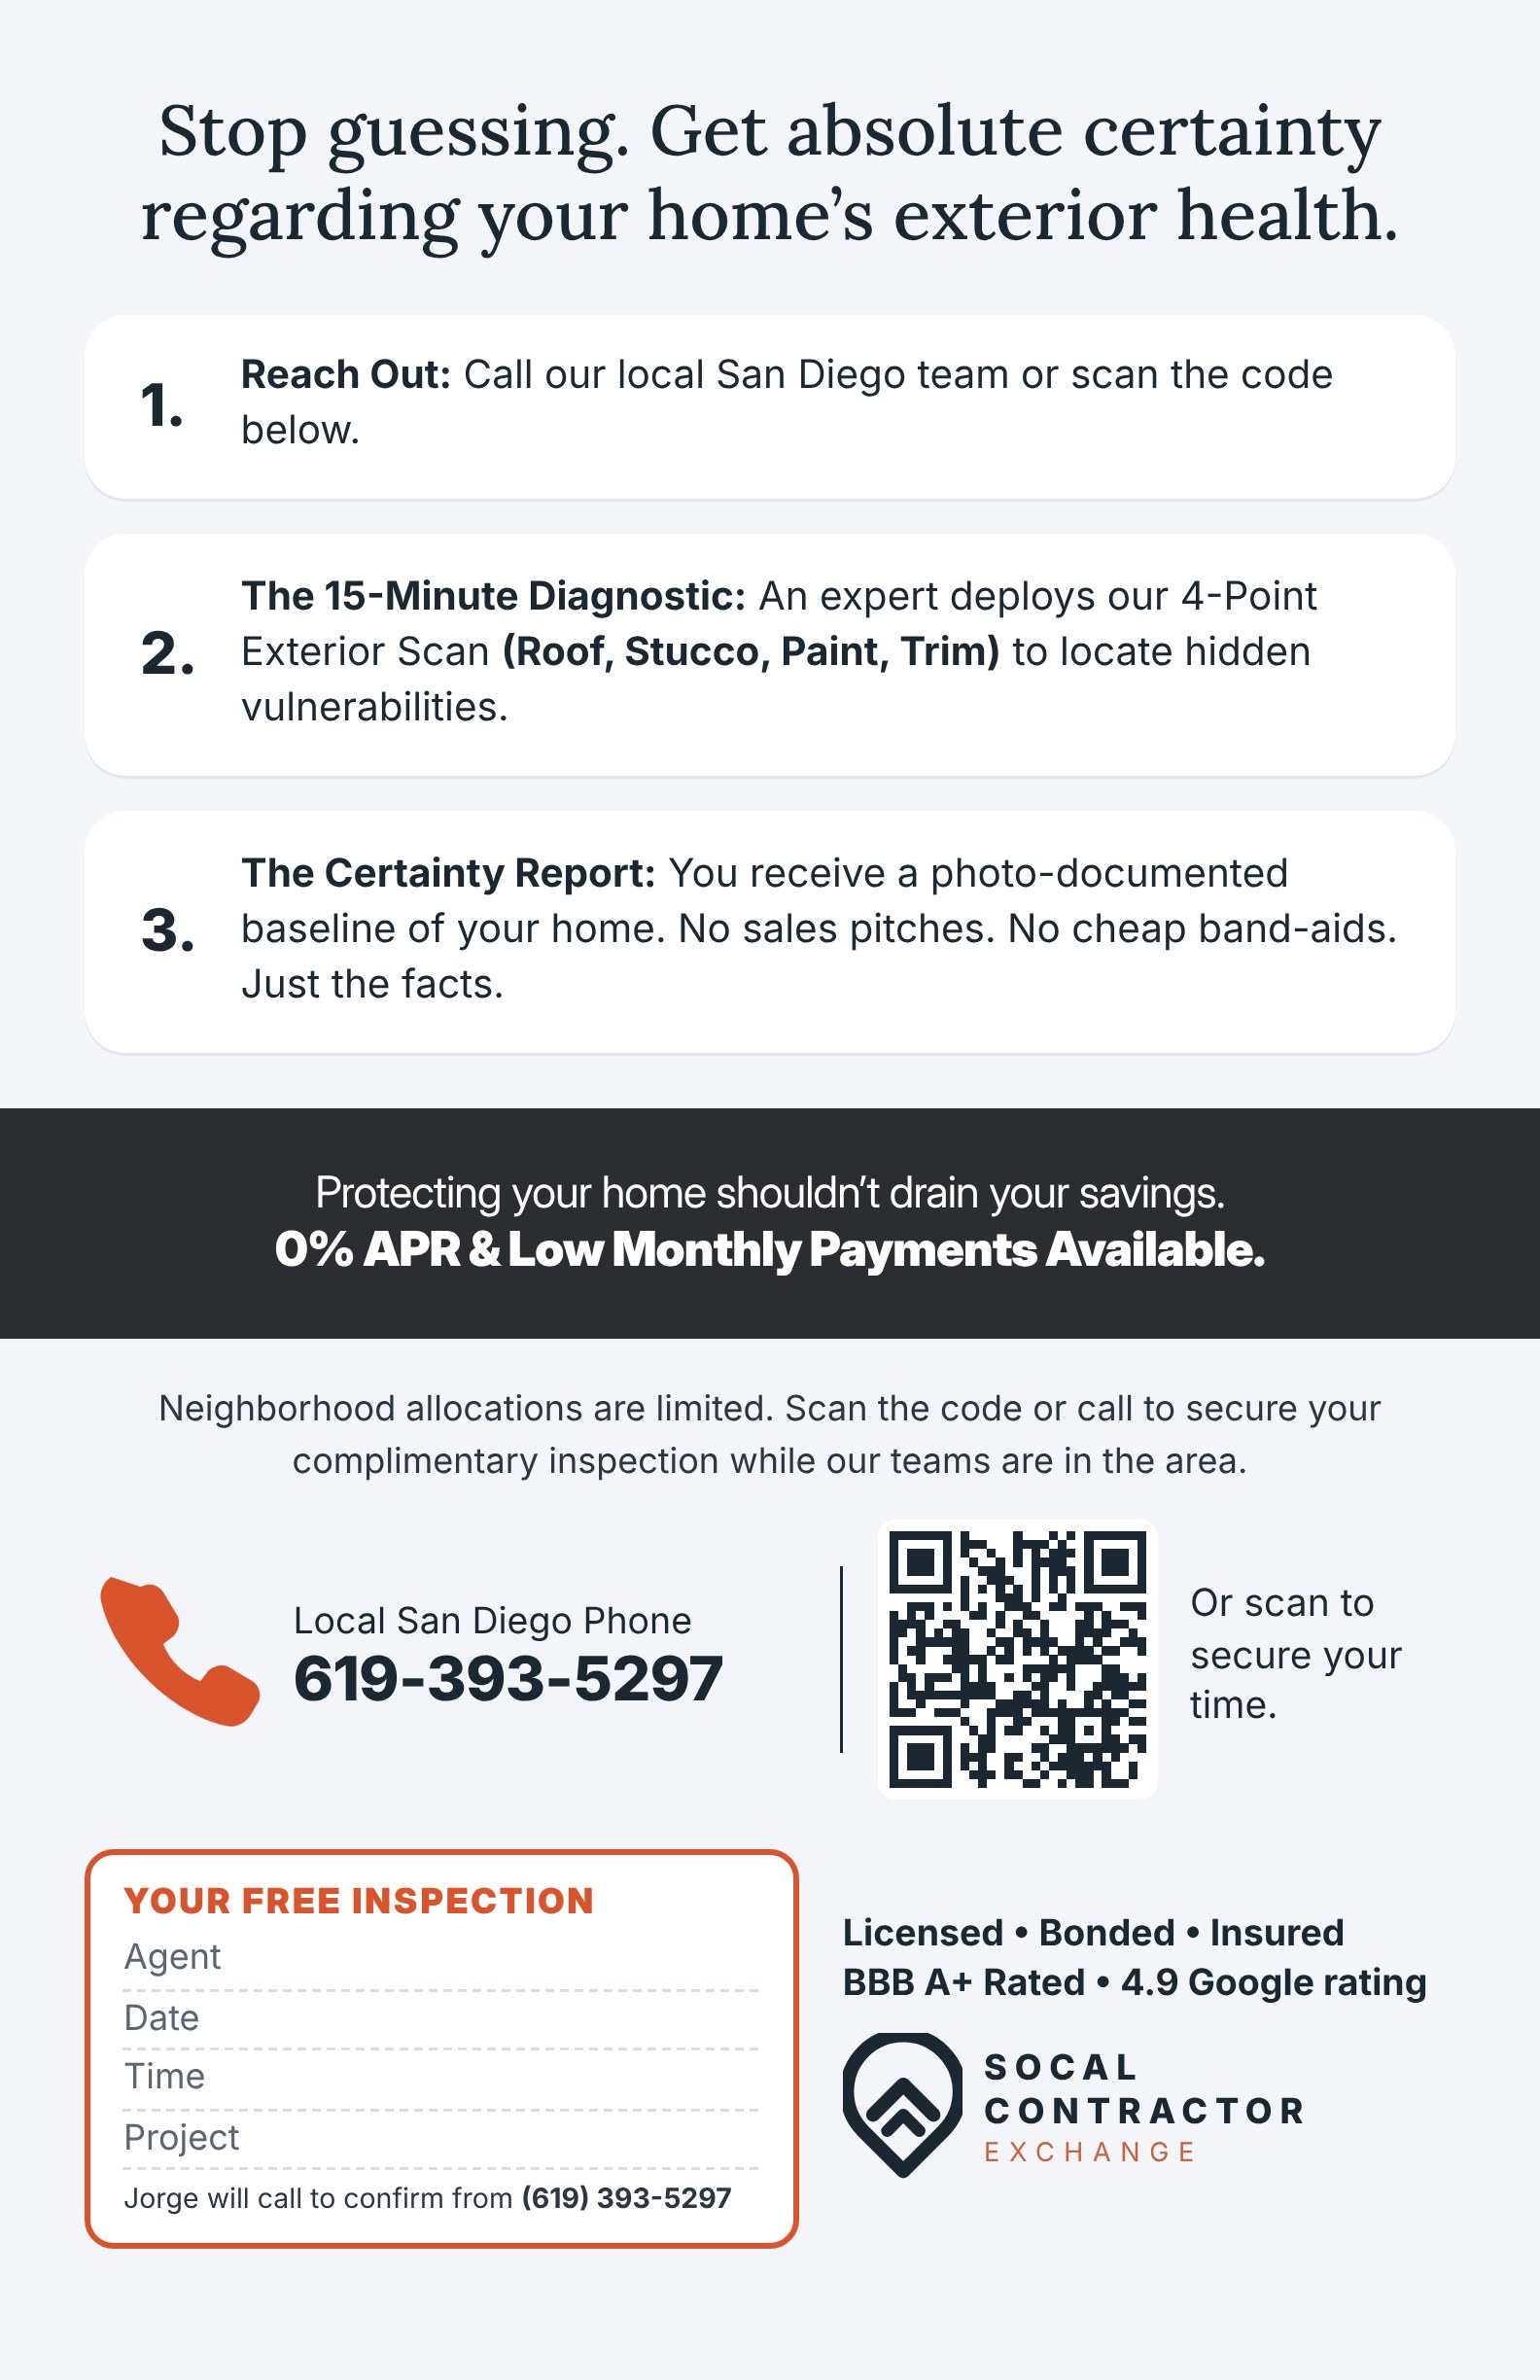 Stop guessing. Get absolute certainty
regarding your home’s exterior health.
1.
Reach Out: Call our local San Diego team or scan the code
below.
2.
The 15-Minute Diagnostic: An expert deploys our 4-Point
Exterior Scan (Roof, Stucco, Paint, Trim) to locate hidden
vulnerabilities.
3.
The Certainty Report: You receive a photo-documented
baseline of your home. No sales pitches. No cheap band-aids.
Just the facts.
Protecting your home shouldn’t drain your savings.
0% APR & Low Monthly Payments Available.
Neighborhood allocations are limited. Scan the code or call to secure your
complimentary inspection while our teams are in the area.
Local San Diego Phone
619-393-5297
Or scan to
secure your
time.
YOUR FREE INSPECTION
Agent
Date
Time
Project
Jorge will call to confirm from (619) 393-5297
Licensed • Bonded • Insured
BBB A+ Rated • 4.9 Google rating
SOCAL
CONTRACTOR
EXCHANGE